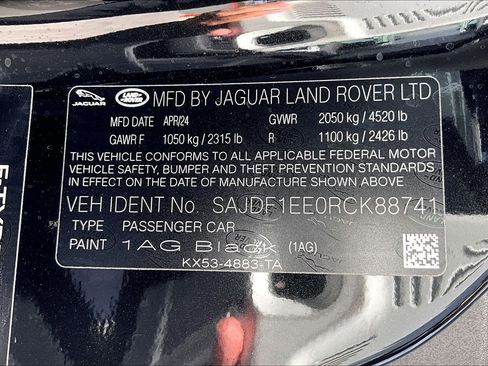 JAGUAR LAND ROVER MFD BY JAGUAR LAND ROVER LTD
MFD DATE APR/24 GVWR 2050 kg / 4520 lb
GAWR F 1050 kg / 2315 lb R 1100 kg / 2426 lb
THIS VEHICLE CONFORMS TO ALL APPLICABLE FEDERAL MOTOR
VEHICLE SAFETY, BUMPER AND THEFT PREVENTION STANDARDS
IN EFFECT ON THE DATE OF MANUFACTURE SHOWN ABOVE
VEH IDENT No. SAJDF1EE0RCK88741
TYPE PASSENGER CAR
PAINT 1AG Black (1AG)
KX53-4883-TA